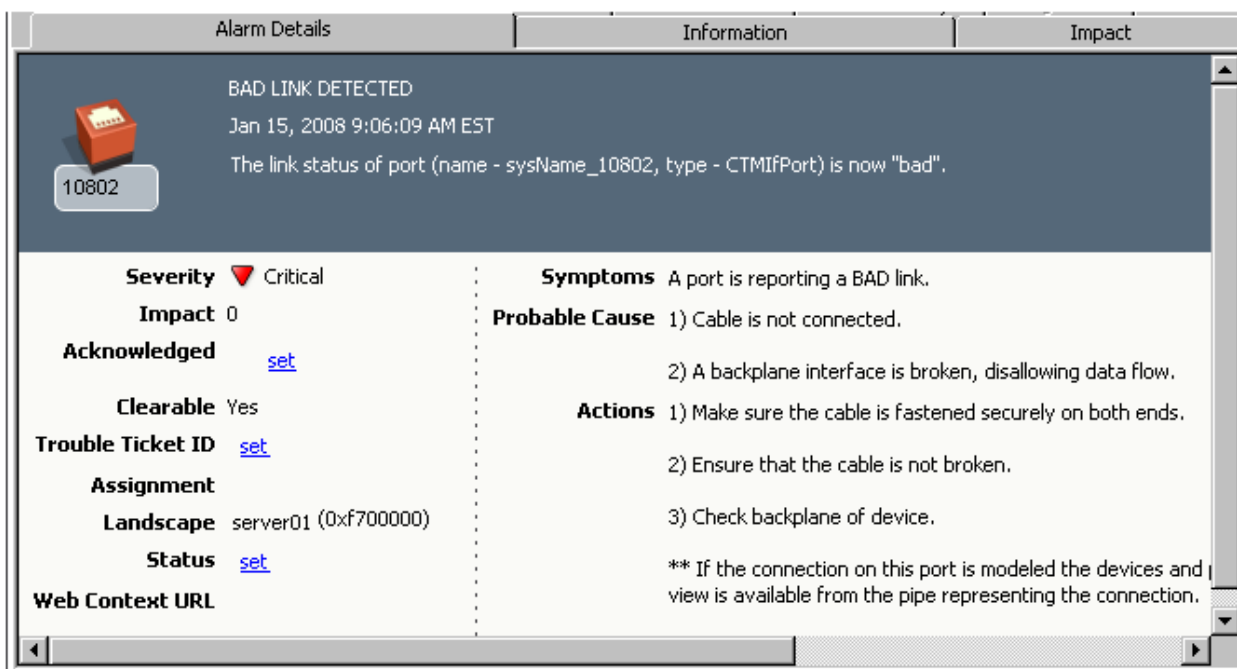 Alarm Details Information Impact
BAD LINK DETECTED
Jan 15, 2008 9:06:09 AM EST
The link status of port (name - sysName_10802, type - CTMIfPort) is now "bad".
10802
Severity Critical
Impact 0
Acknowledged set
Clearable Yes
Trouble Ticket ID set
Assignment
Landscape server01 (0xf700000)
Status set
Web Context URL
Symptoms A port is reporting a BAD link.
Probable Cause 1) Cable is not connected.
2) A backplane interface is broken, disallowing data flow.
Actions 1) Make sure the cable is fastened securely on both ends.
2) Ensure that the cable is not broken.
3) Check backplane of device.
** If the connection on this port is modeled the devices and
view is available from the pipe representing the connection.